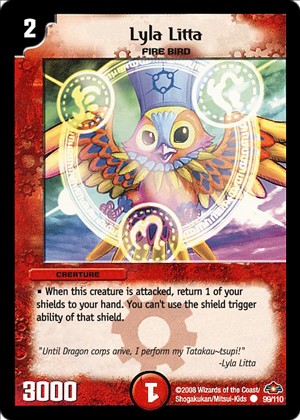 2
Lyla Litta
FIRE BIRD
CREATURE
▪ When this creature is attacked, return 1 of your
shields to your hand. You can't use the shield trigger
ability of that shield.
"Until Dragon corps arive, I perform my Tatakau~tsupi!"
-Lyla Litta
3000
1
©2008 Wizards of the Coast/
Shogakukan/Mitsui-Kids ● 99/110